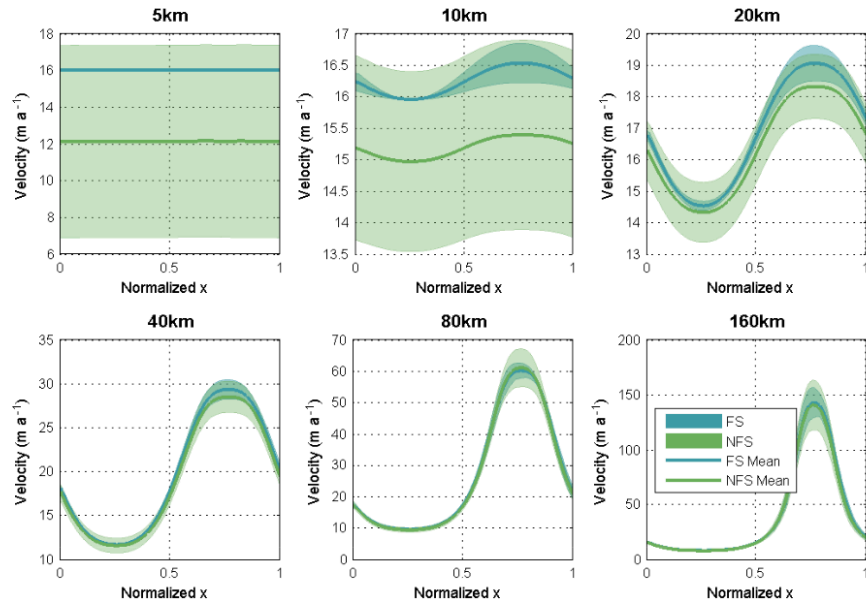 5km
10km
20km
18
16
14
12
10
8
6
Velocity (m a⁻¹)
0
0.5
1
Normalized x
17
16.5
16
15.5
15
14.5
14
13.5
Velocity (m a⁻¹)
0
0.5
1
Normalized x
20
19
18
17
16
15
14
13
Velocity (m a⁻¹)
0
0.5
1
Normalized x
40km
80km
160km
35
30
25
20
15
10
Velocity (m a⁻¹)
0
0.5
1
Normalized x
70
60
50
40
30
20
10
0
Velocity (m a⁻¹)
0
0.5
1
Normalized x
200
150
100
50
0
Velocity (m a⁻¹)
0
0.5
1
Normalized x
FS
NFS
FS Mean
NFS Mean